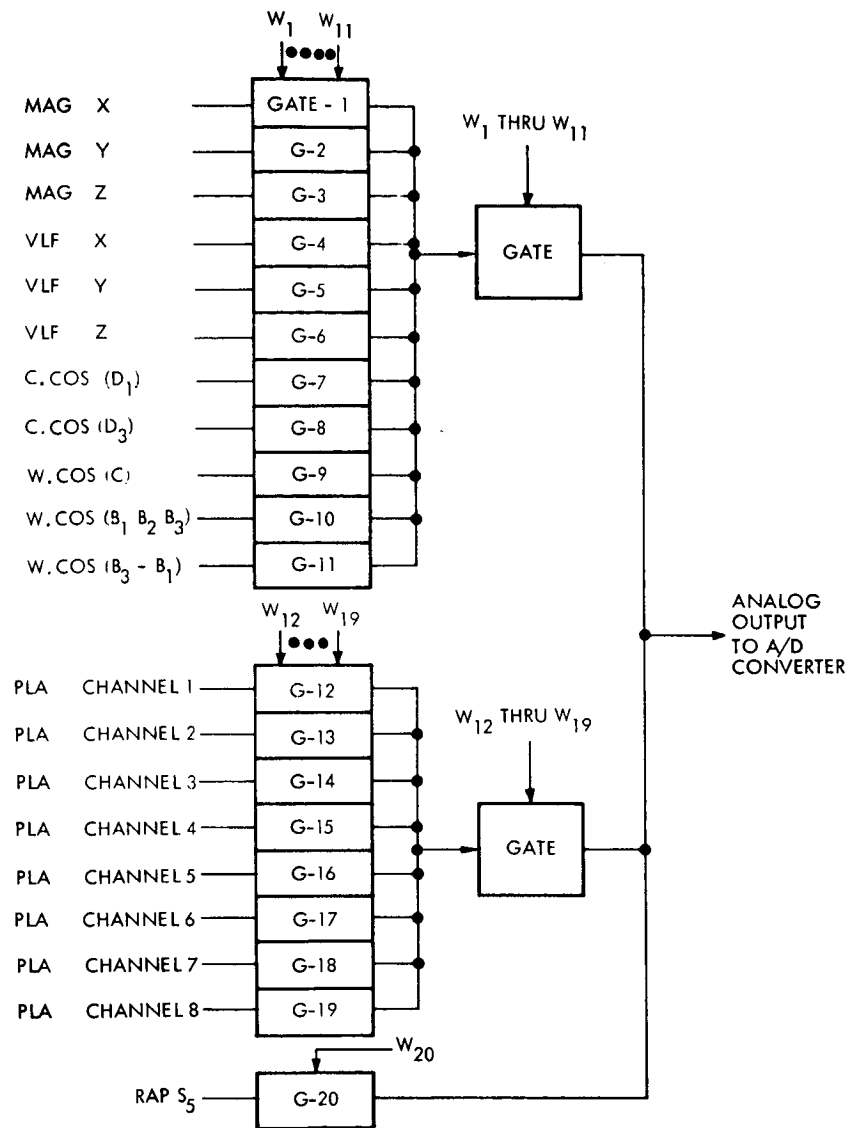 W1 W11
MAG X GATE - 1
MAG Y G-2
MAG Z G-3
VLF X G-4
VLF Y G-5
VLF Z G-6
C.COS (D1) G-7
C.COS (D3) G-8
W.COS (C) G-9
W.COS (B1 B2 B3) G-10
W.COS (B3 - B1) G-11
W1 THRU W11
GATE
W12 W19
PLA CHANNEL 1 G-12
PLA CHANNEL 2 G-13
PLA CHANNEL 3 G-14
PLA CHANNEL 4 G-15
PLA CHANNEL 5 G-16
PLA CHANNEL 6 G-17
PLA CHANNEL 7 G-18
PLA CHANNEL 8 G-19
W12 THRU W19
GATE
W20
RAP S5 G-20
ANALOG
OUTPUT
TO A/D
CONVERTER